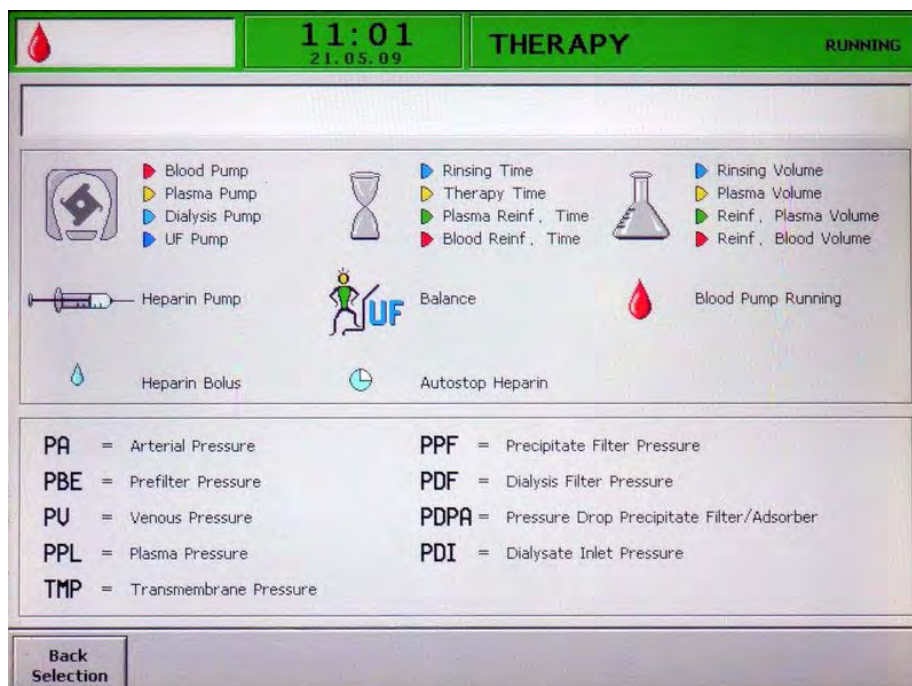 11:01
21.05.09
THERAPY
RUNNING
Blood Pump
Plasma Pump
Dialysis Pump
UF Pump
Rinsing Time
Therapy Time
Plasma Reinf. Time
Blood Reinf. Time
Rinsing Volume
Plasma Volume
Reinf. Plasma Volume
Reinf. Blood Volume
Heparin Pump
UF
Balance
Blood Pump Running
Heparin Bolus
Autostop Heparin
PA = Arterial Pressure
PBE = Prefilter Pressure
PV = Venous Pressure
PPL = Plasma Pressure
TMP = Transmembrane Pressure
PPF = Precipitate Filter Pressure
PDF = Dialysis Filter Pressure
PDPA = Pressure Drop Precipitate Filter/Adsorber
PDI = Dialysate Inlet Pressure
Back
Selection